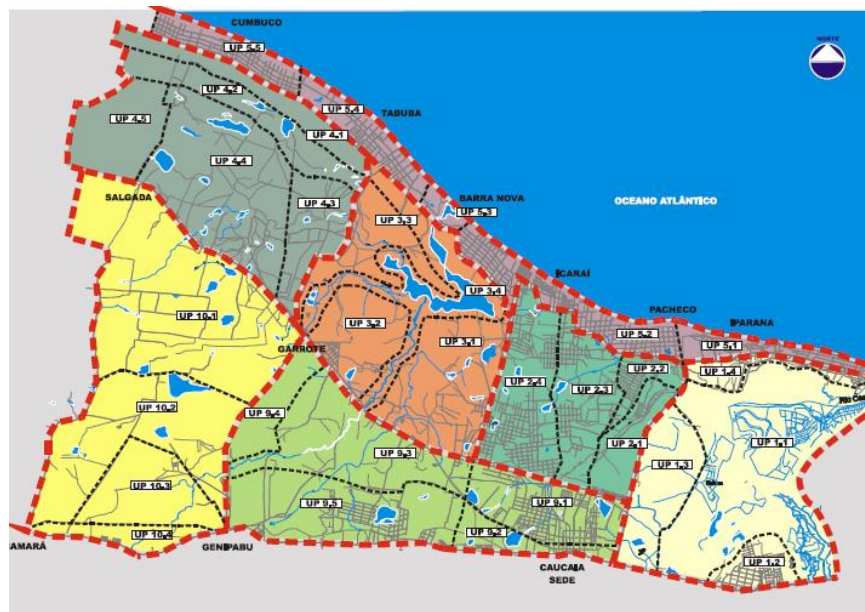 CUMBUCO
UP 5.5
NORTE
UP 4.2
UP 5.4
TABUBA
UP 4.5
UP 4.1
UP 4.4
SALGADA
UP 4.3
BARRA NOVA
OCEANO ATLÂNTICO
UP 3.3
UP 5.3
ICARAÍ
UP 3.4
UP 10.1
UP 3.2
PACHECO
UP 5.2
IPARANA
UP 3.1
UP 5.1
GARROTE
UP 2.2
UP 1.4
UP 2.4
UP 2.3
UP 10.2
UP 9.4
UP 2.1
UP 1.1
UP 9.3
UP 1.3
UP 10.3
UP 9.5
UP 9.1
UP 10.4
UP 9.2
AMARÁ
GENIPABU
CAUCAIA
SEDE
UP 1.2